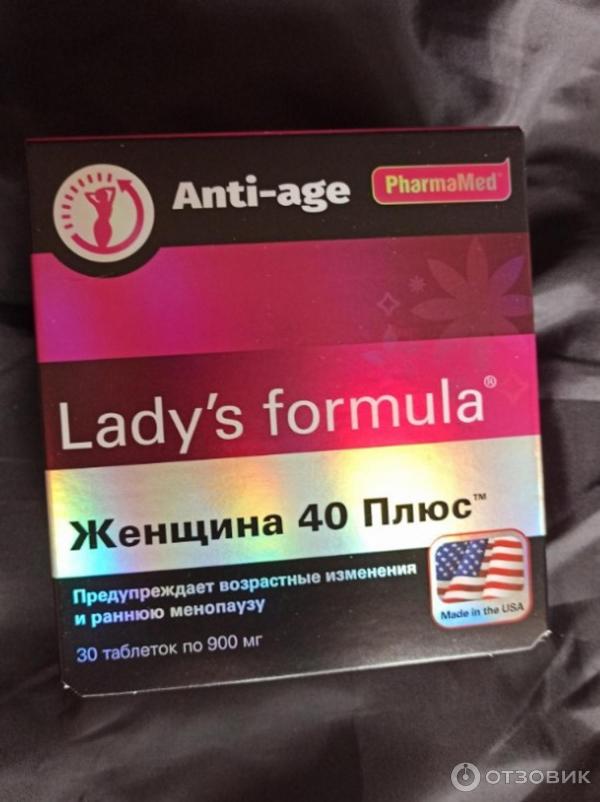 Anti-age
PharmaMed®
Lady's formula®
Женщина 40 Плюс™
Предупреждает возрастные изменения
и раннюю менопаузу
Made in the USA
30 таблеток по 900 мг
ОТЗОВИК